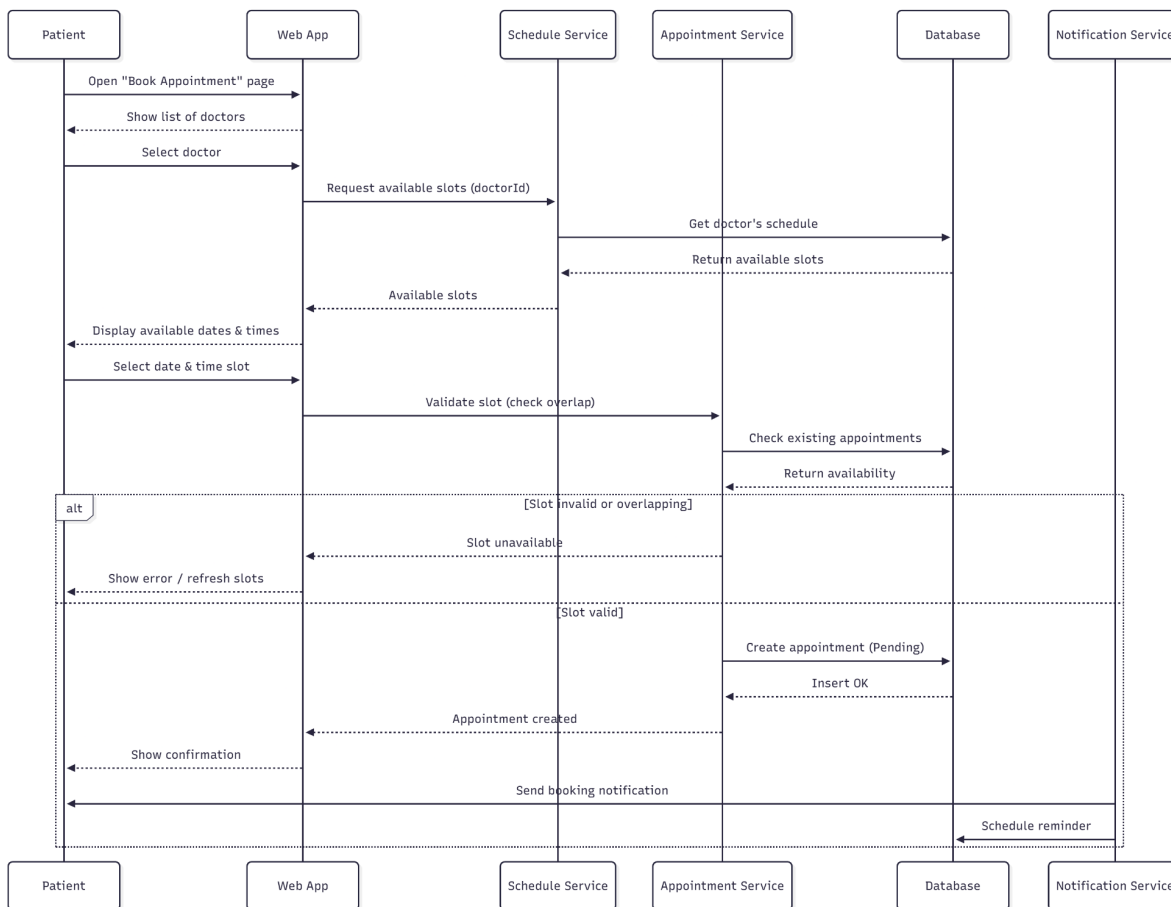 Patient
Web App
Schedule Service
Appointment Service
Database
Notification Service
Open "Book Appointment" page
Show list of doctors
Select doctor
Request available slots (doctorId)
Get doctor's schedule
Return available slots
Available slots
Display available dates & times
Select date & time slot
Validate slot (check overlap)
Check existing appointments
Return availability
alt
[Slot invalid or overlapping]
Slot unavailable
Show error / refresh slots
[Slot valid]
Create appointment (Pending)
Insert OK
Appointment created
Show confirmation
Send booking notification
Schedule reminder
Patient
Web App
Schedule Service
Appointment Service
Database
Notification Service